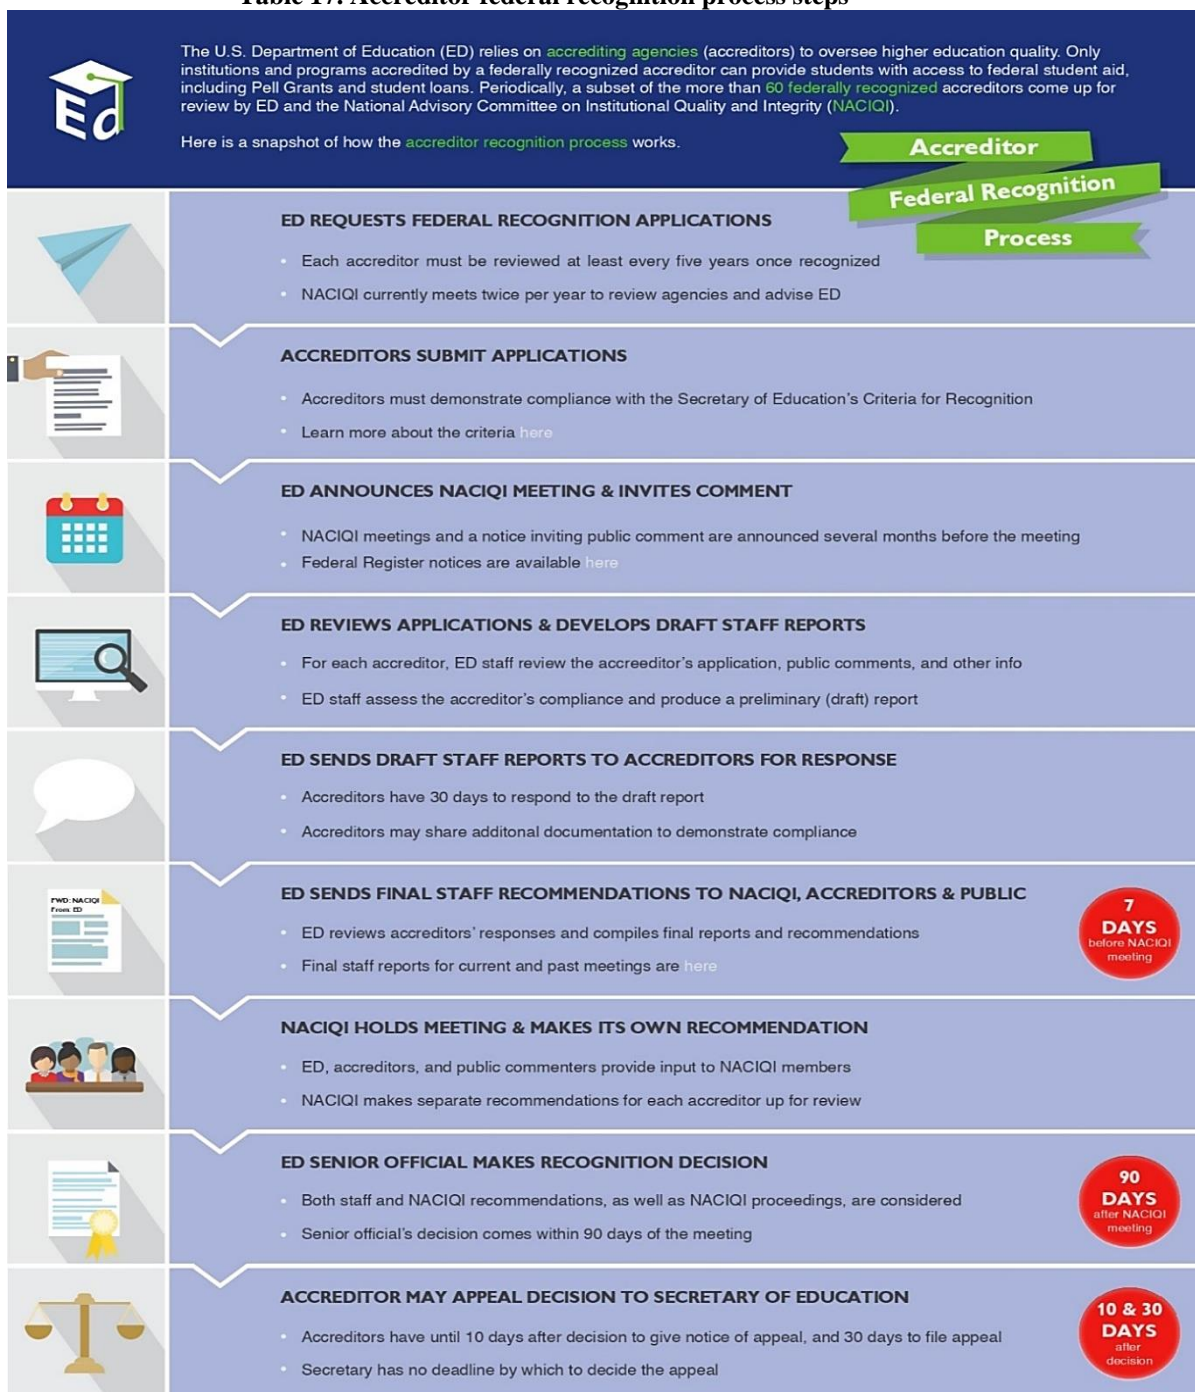 Table 17. Accreditor federal recognition process steps
Ed
The U.S. Department of Education (ED) relies on accrediting agencies (accreditors) to oversee higher education quality. Only
institutions and programs accredited by a federally recognized accreditor can provide students with access to federal student aid,
including Pell Grants and student loans. Periodically, a subset of the more than 60 federally recognized accreditors come up for
review by ED and the National Advisory Committee on Institutional Quality and Integrity (NACIQI).
Here is a snapshot of how the accreditor recognition process works.
Accreditor
Federal Recognition
Process
ED REQUESTS FEDERAL RECOGNITION APPLICATIONS
• Each accreditor must be reviewed at least every five years once recognized
• NACIQI currently meets twice per year to review agencies and advise ED
ACCREDITORS SUBMIT APPLICATIONS
• Accreditors must demonstrate compliance with the Secretary of Education's Criteria for Recognition
• Learn more about the criteria here
ED ANNOUNCES NACIQI MEETING & INVITES COMMENT
• NACIQI meetings and a notice inviting public comment are announced several months before the meeting
• Federal Register notices are available here
ED REVIEWS APPLICATIONS & DEVELOPS DRAFT STAFF REPORTS
• For each accreditor, ED staff review the accreeditor's application, public comments, and other info
• ED staff assess the accreditor's compliance and produce a preliminary (draft) report
ED SENDS DRAFT STAFF REPORTS TO ACCREDITORS FOR RESPONSE
• Accreditors have 30 days to respond to the draft report
• Accreditors may share additonal documentation to demonstrate compliance
FWD: NACIQI
From: ED
ED SENDS FINAL STAFF RECOMMENDATIONS TO NACIQI, ACCREDITORS & PUBLIC
• ED reviews accreditors' responses and compiles final reports and recommendations
• Final staff reports for current and past meetings are here
7
DAYS
before NACIQI
meeting
NACIQI HOLDS MEETING & MAKES ITS OWN RECOMMENDATION
• ED, accreditors, and public commenters provide input to NACIQI members
• NACIQI makes separate recommendations for each accreditor up for review
ED SENIOR OFFICIAL MAKES RECOGNITION DECISION
• Both staff and NACIQI recommendations, as well as NACIQI proceedings, are considered
• Senior official's decision comes within 90 days of the meeting
90
DAYS
after NACIQI
meeting
ACCREDITOR MAY APPEAL DECISION TO SECRETARY OF EDUCATION
• Accreditors have until 10 days after decision to give notice of appeal, and 30 days to file appeal
• Secretary has no deadline by which to decide the appeal
10 & 30
DAYS
after
decision